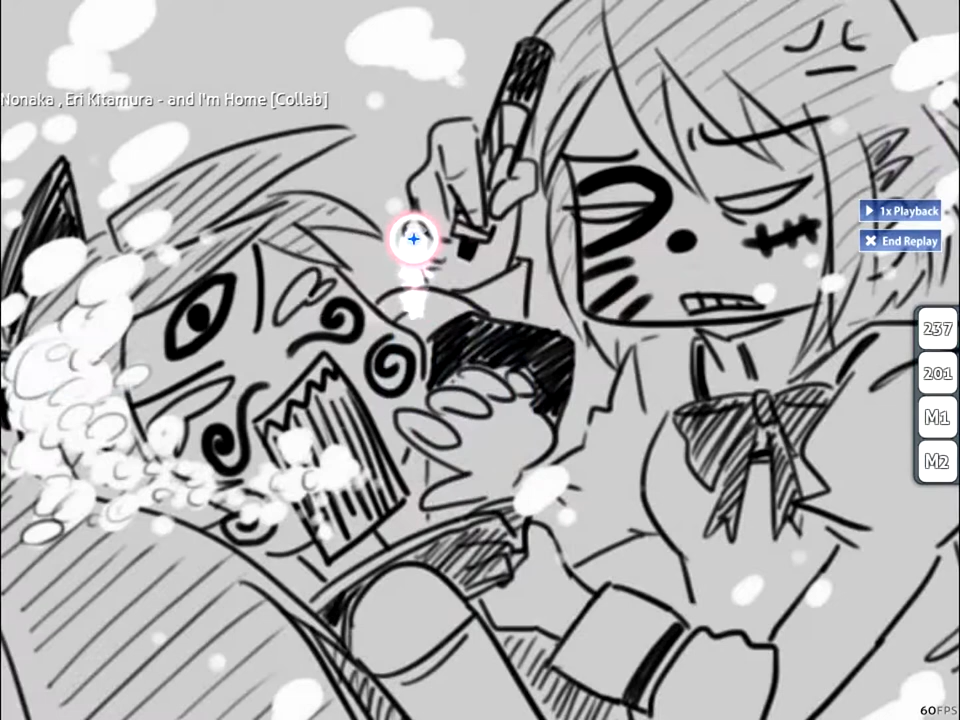 Nonaka , Eri Kitamura - and I'm Home [Collab]
1x Playback
End Replay
237
201
M1
M2
60FPS